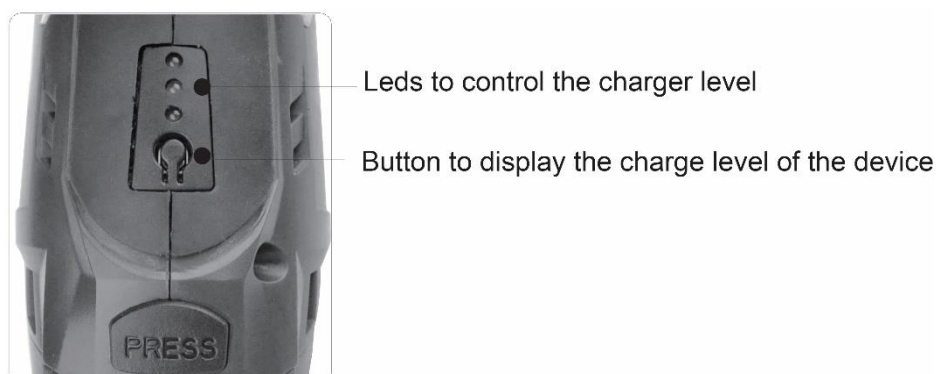 Leds to control the charger level
Button to display the charge level of the device
PRESS